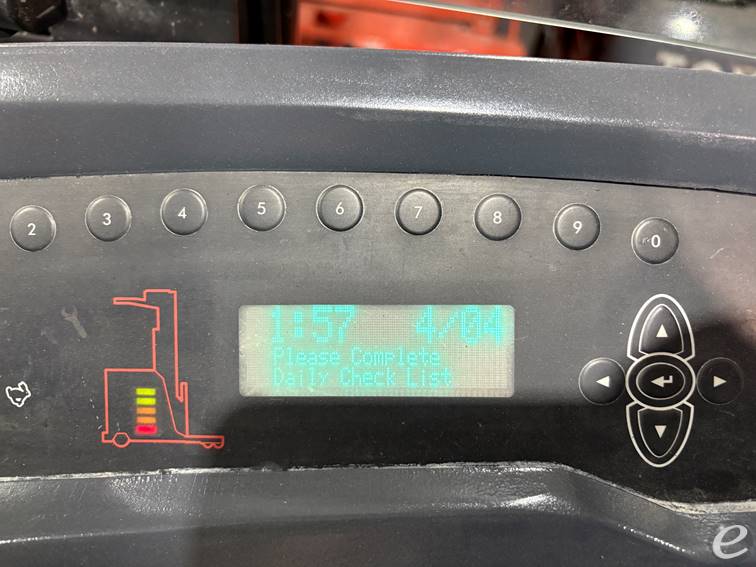 2 3 4 5 6 7 8 9 0
1:57 4/04
Please Complete
Daily Check List
e